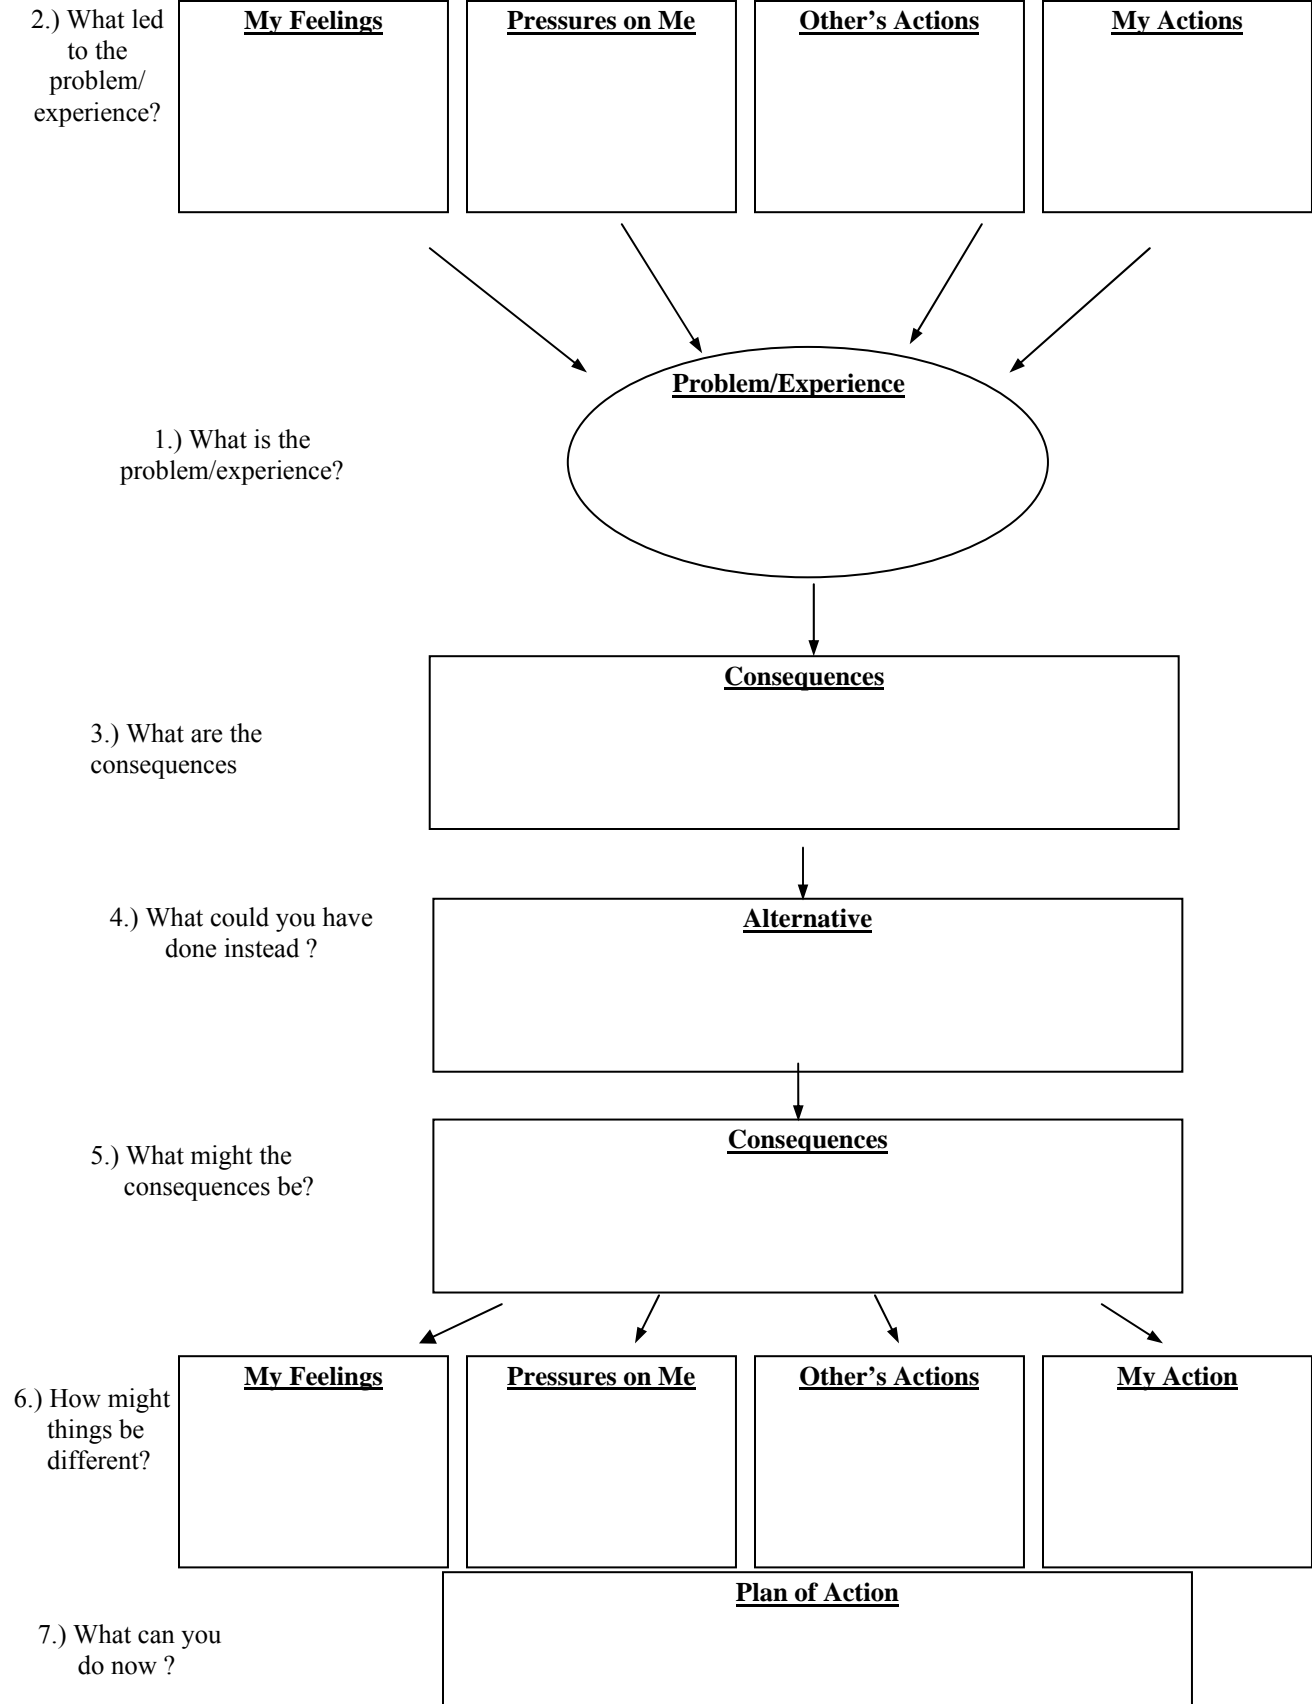 2.) What led
to the
problem/
experience?
My Feelings
Pressures on Me
Other’s Actions
My Actions
Problem/Experience
1.) What is the
problem/experience?
Consequences
3.) What are the
consequences
4.) What could you have
done instead ?
Alternative
Consequences
5.) What might the
consequences be?
My Feelings
Pressures on Me
Other’s Actions
My Action
6.) How might
things be
different?
Plan of Action
7.) What can you
do now ?